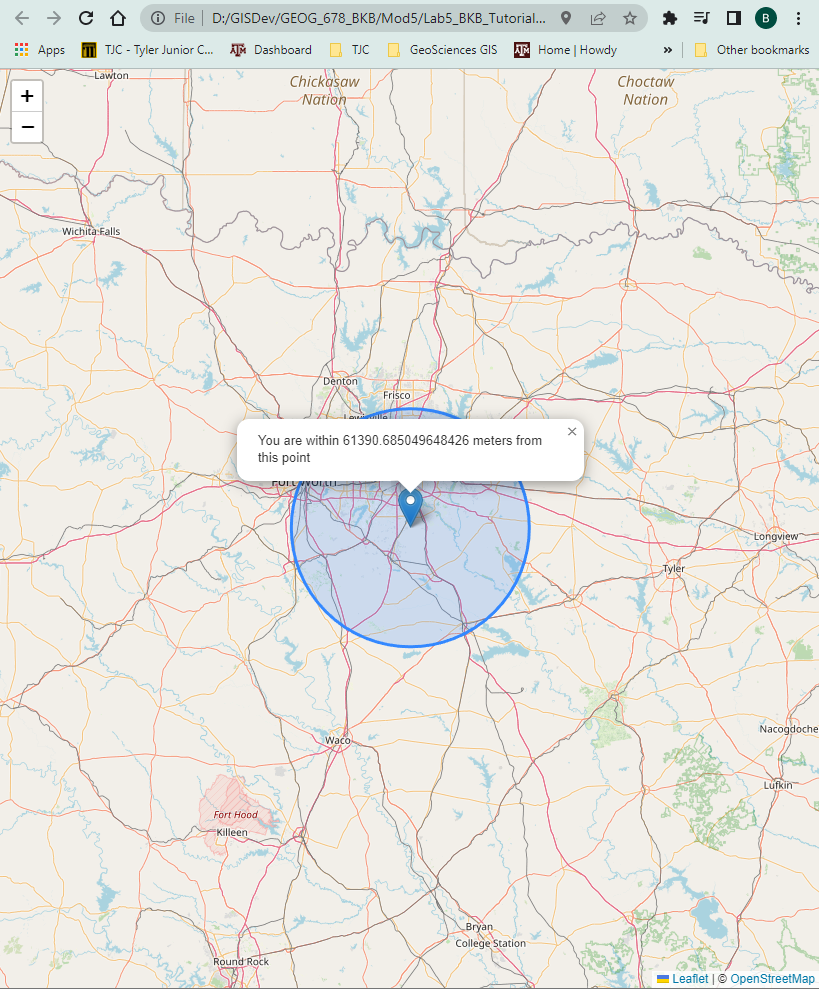 File | D:/GISDev/GEOG_678_BKB/Mod5/Lab5_BKB_Tutorial...
B
Apps TJC - Tyler Junior C... Dashboard TJC GeoSciences GIS Home | Howdy » Other bookmarks
Lawton
Chickasaw
Nation
Choctaw
Nation
+
−
Wichita Falls
Denton
Frisco
Lewisville
You are within 61390.685049648426 meters from
this point
×
Fort Worth
Longview
Tyler
Waco
Nacogdoche
Lufkin
Fort Hood
Killeen
Bryan
College Station
Round Rock
Leaflet | © OpenStreetMap